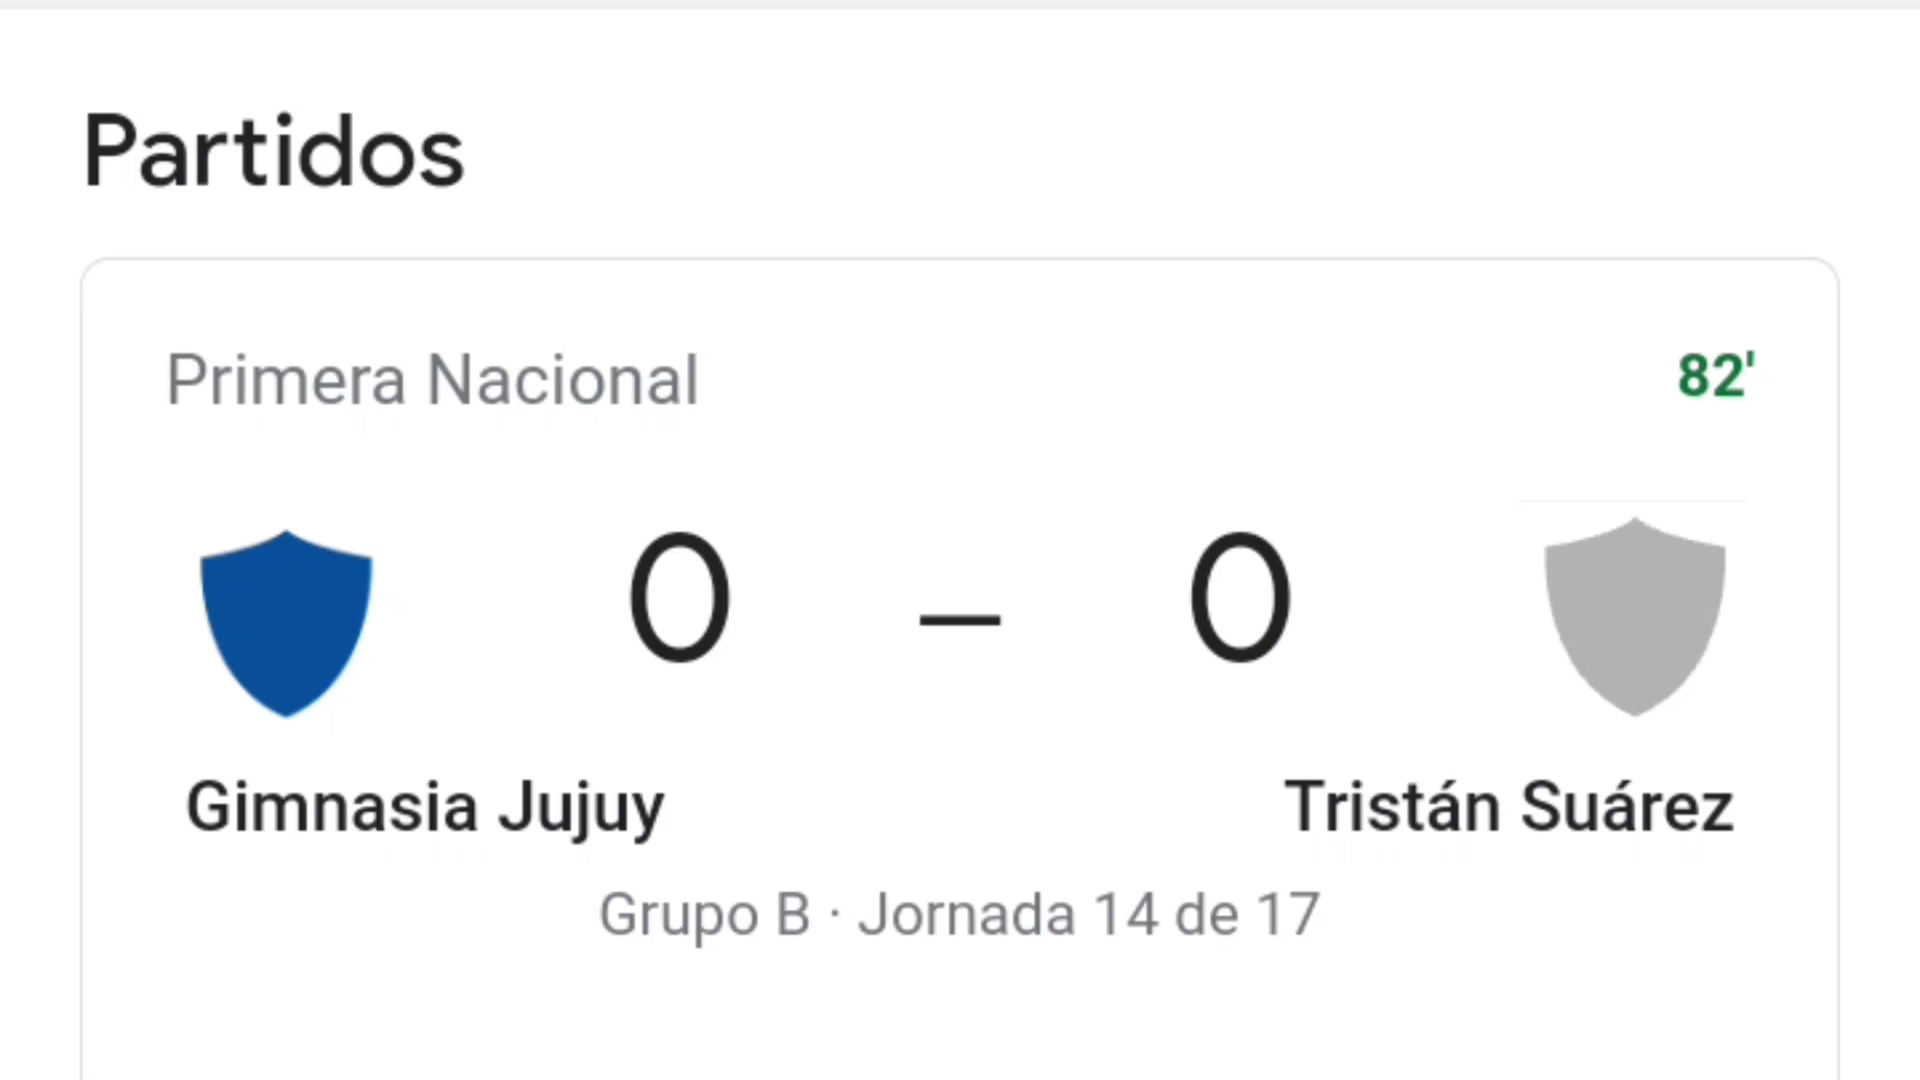 Partidos
Primera Nacional 82'
0 – 0
Gimnasia Jujuy Tristán Suárez
Grupo B · Jornada 14 de 17